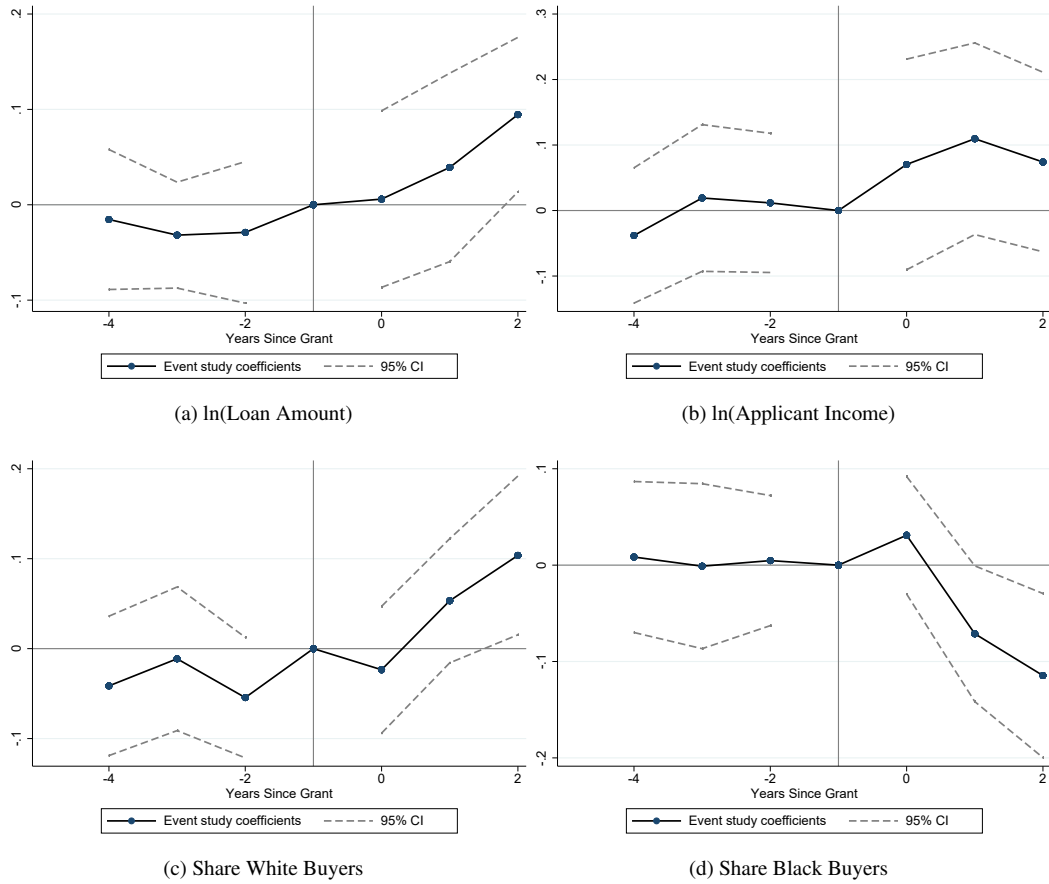 .2
.1
0
-.1
-4
-2
0
2
Years Since Grant
Event study coefficients
95% CI
(a) ln(Loan Amount)
.3
.2
.1
0
-.1
-4
-2
0
2
Years Since Grant
Event study coefficients
95% CI
(b) ln(Applicant Income)
.2
.1
0
-.1
-4
-2
0
2
Years Since Grant
Event study coefficients
95% CI
(c) Share White Buyers
.1
0
-.1
-.2
-4
-2
0
2
Years Since Grant
Event study coefficients
95% CI
(d) Share Black Buyers